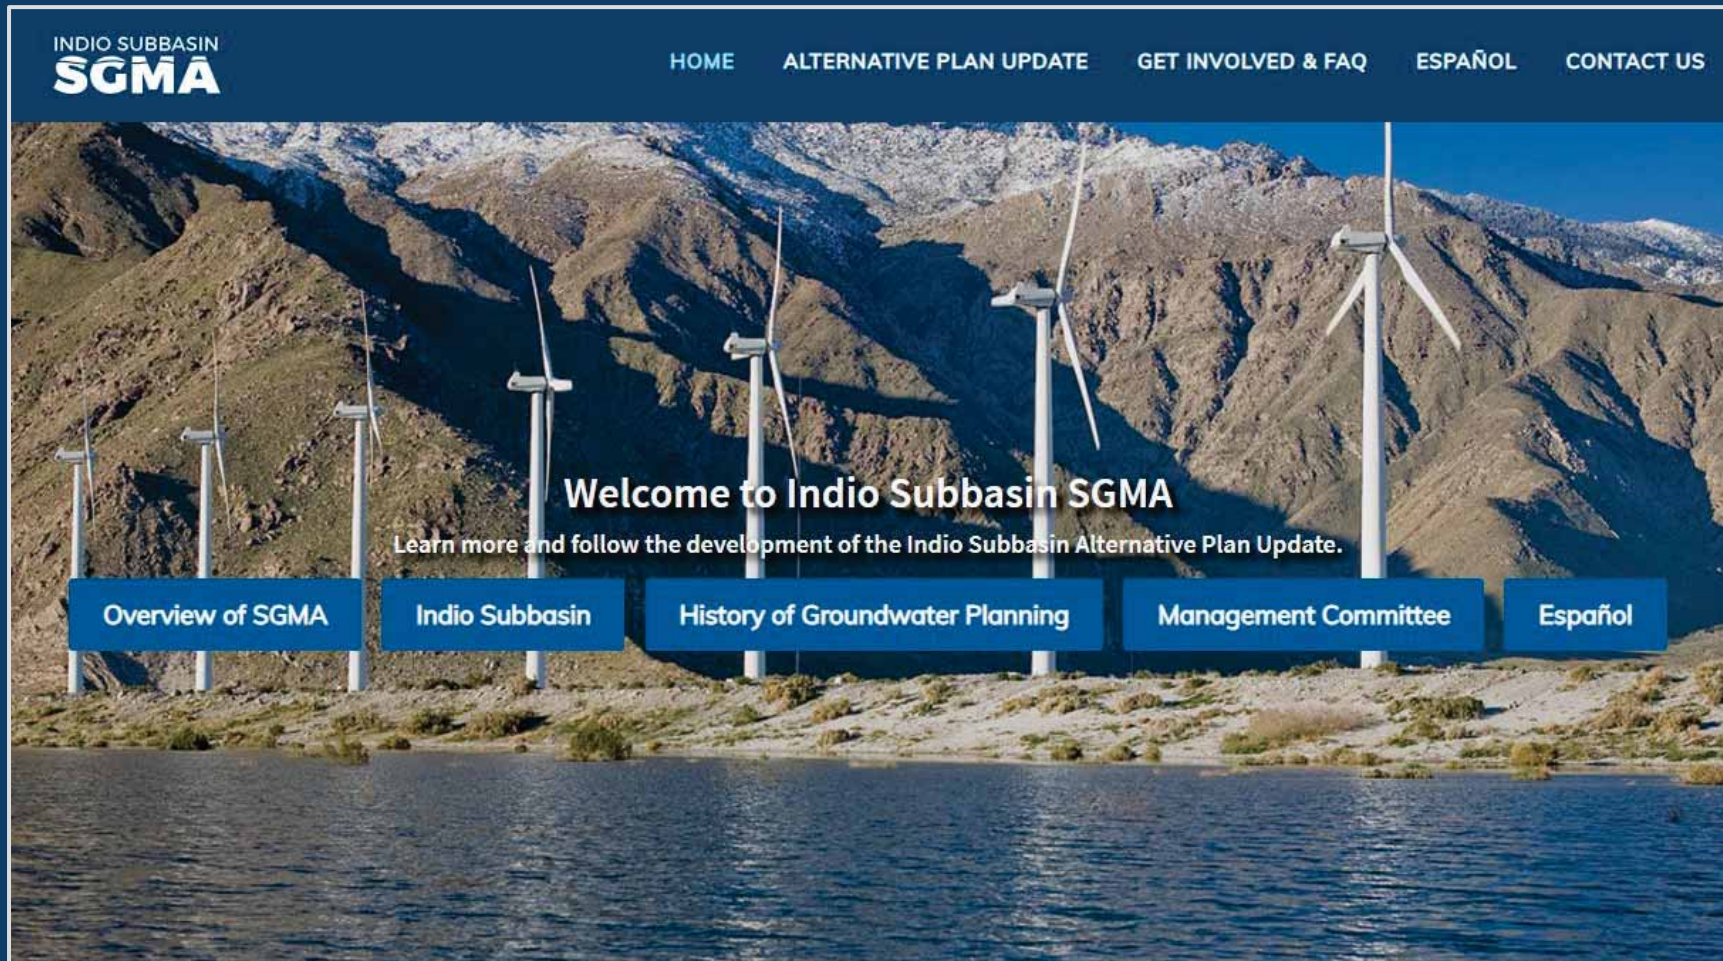 INDIO SUBBASIN
SGMA
HOME ALTERNATIVE PLAN UPDATE GET INVOLVED & FAQ ESPAÑOL CONTACT US
Welcome to Indio Subbasin SGMA
Learn more and follow the development of the Indio Subbasin Alternative Plan Update.
Overview of SGMA Indio Subbasin History of Groundwater Planning Management Committee Español